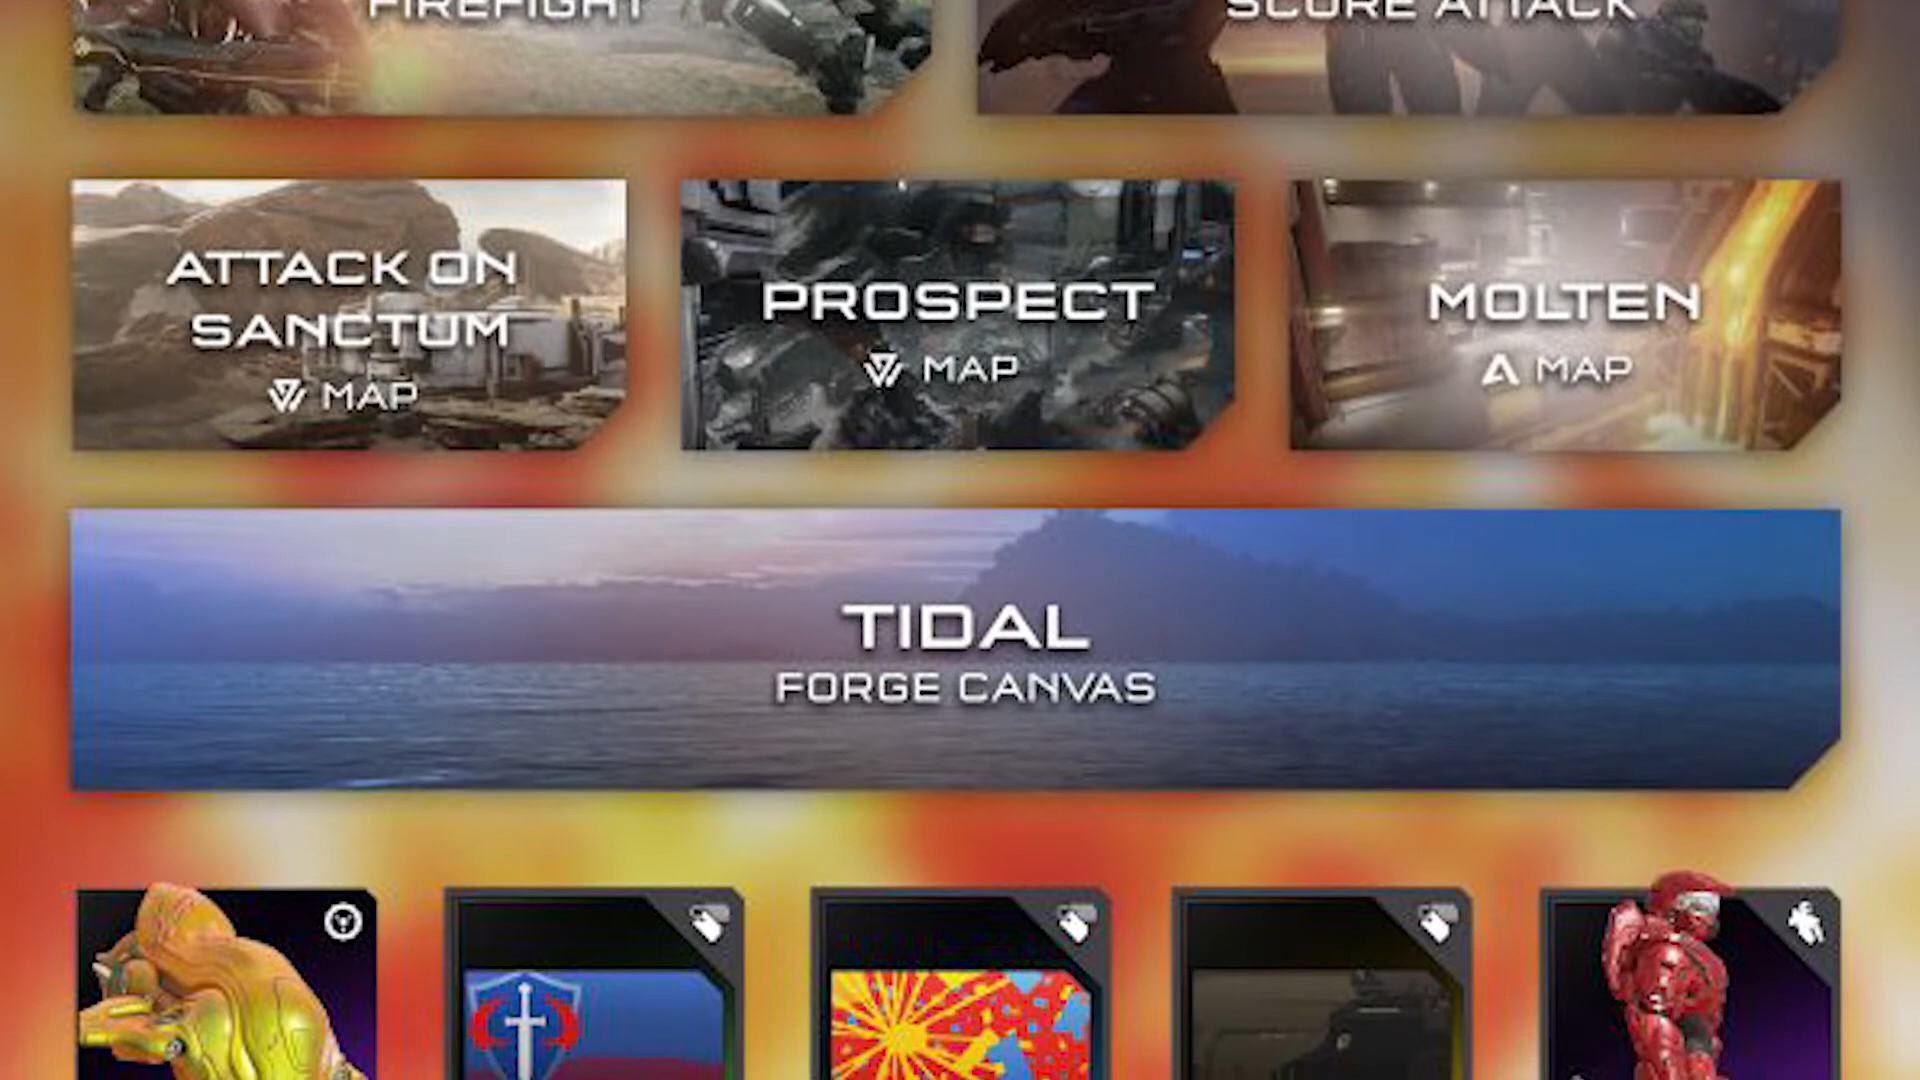 FIREFIGHT
SCORE ATTACK
ATTACK ON
SANCTUM
MAP
PROSPECT
MAP
MOLTEN
MAP
TIDAL
FORGE CANVAS